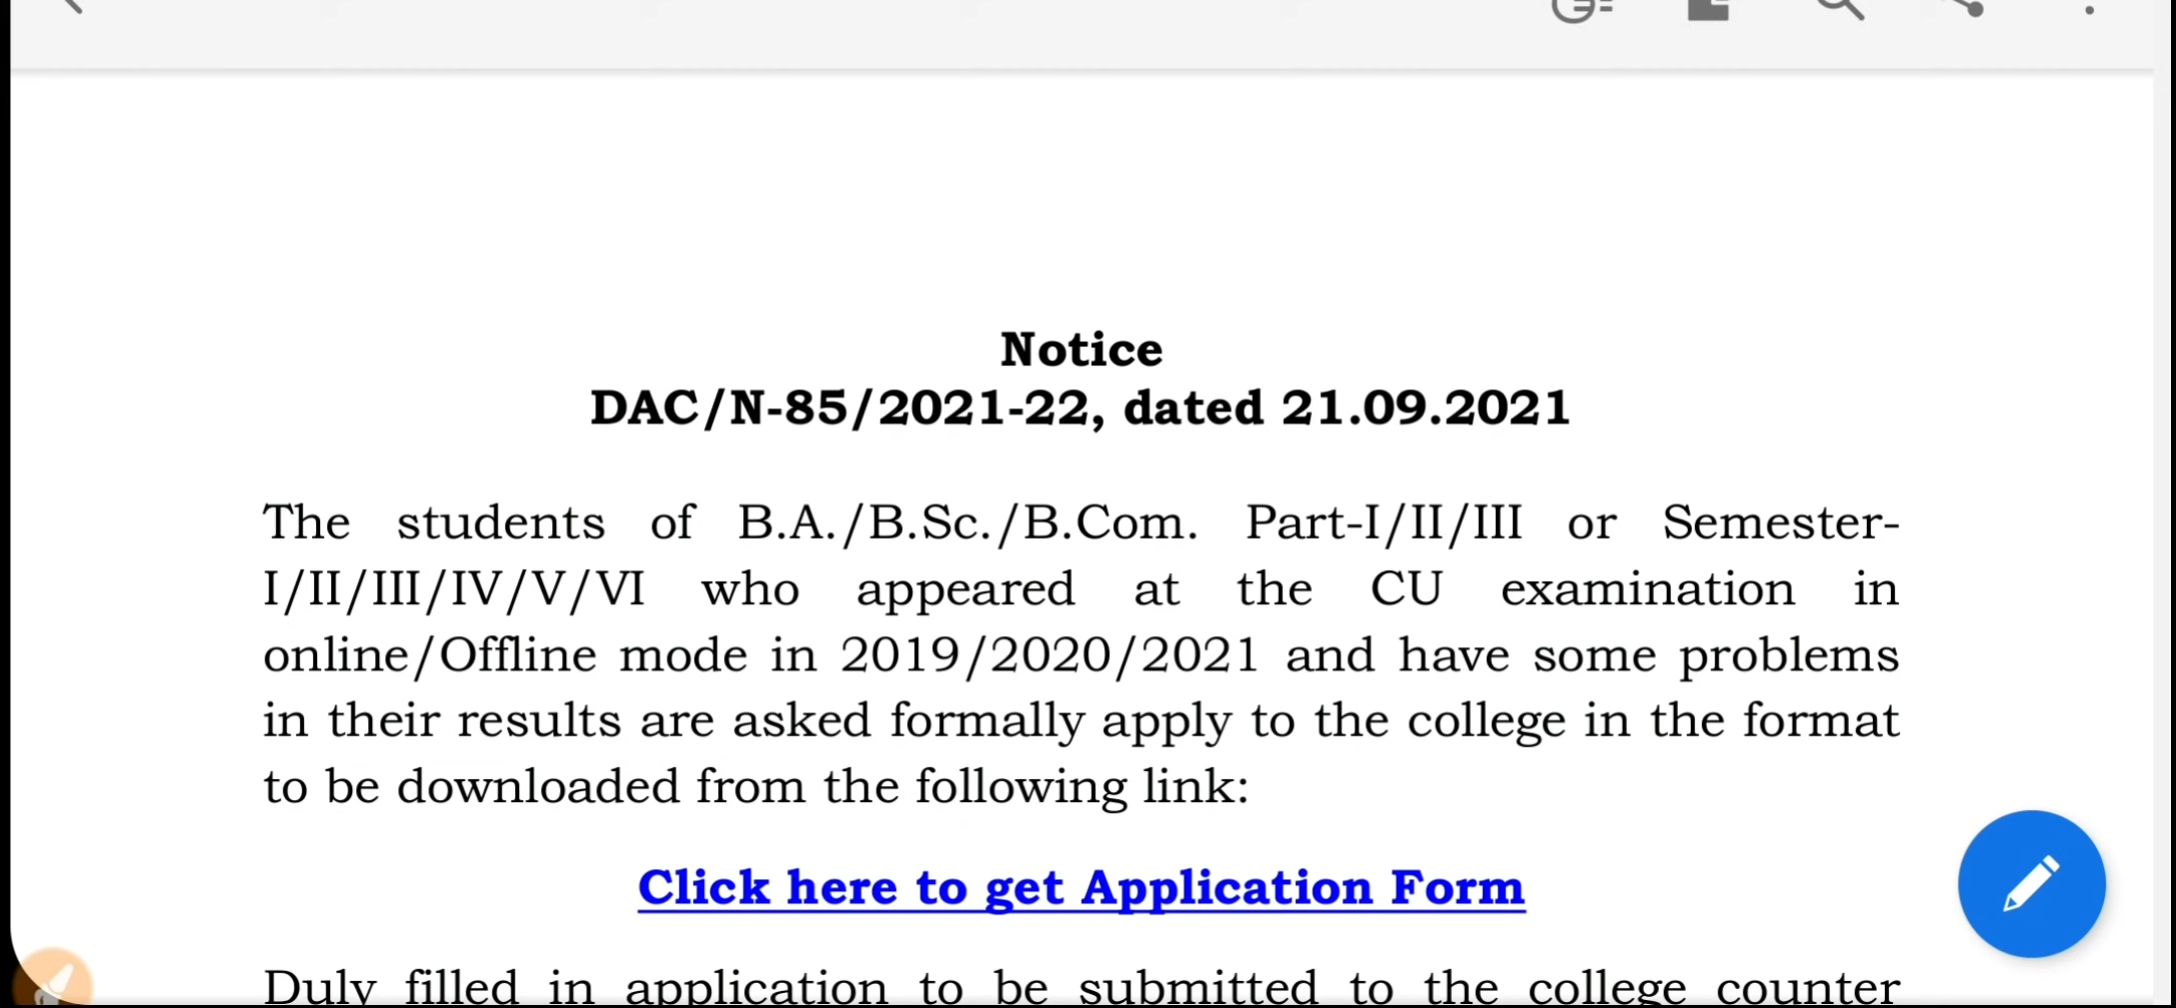 Notice
DAC/N-85/2021-22, dated 21.09.2021
The students of B.A./B.Sc./B.Com. Part-I/II/III or Semester-
I/II/III/IV/V/VI who appeared at the CU examination in
online/Offline mode in 2019/2020/2021 and have some problems
in their results are asked formally apply to the college in the format
to be downloaded from the following link:
Click here to get Application Form
Duly filled in application to be submitted to the college counter